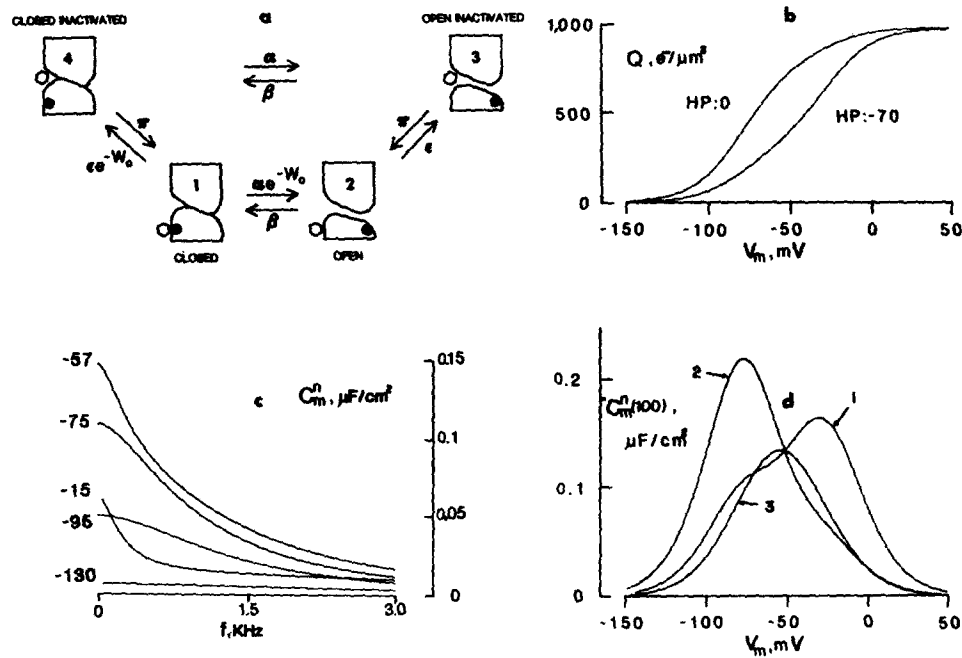 a
CLOSED INACTIVATED
OPEN INACTIVATED
4
3
α
β
π
εe^-W₀
π
ε
1
αe^-W₀
2
β
CLOSED
OPEN
b
1,000
Q, e⁻/μm²
HP:0
HP:-70
500
0
-150 -100 -50 0 50
Vm, mV
c
Cⁿm, μF/cm²
-57
-75
-15
-95
-130
0.15
0.1
0.05
0
0 1.5 3.0
f, KHz
d
0.2
Cⁿm(100),
μF/cm²
0.1
0
2
1
3
-150 -100 -50 0 50
Vm, mV